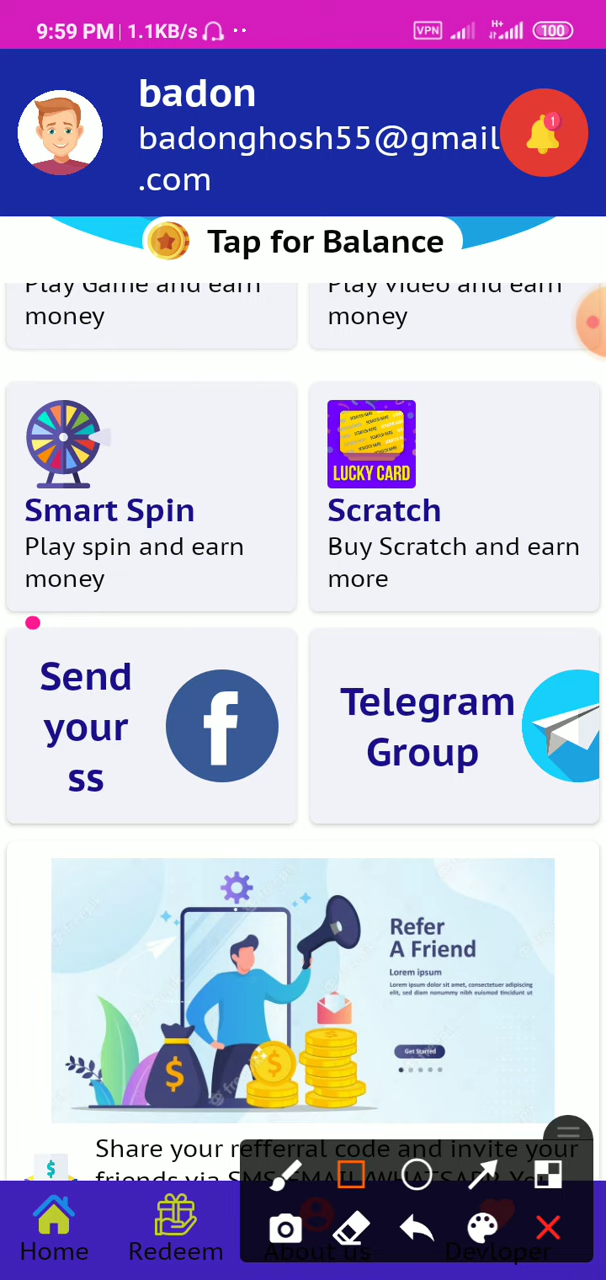 9:59 PM | 1.1KB/s
VPN
H+
100
badon
badonghosh55@gmail
.com
1
Tap for Balance
Play Game and earn
money
Play video and earn
money
LUCKY CARD
Smart Spin
Play spin and earn
money
Scratch
Buy Scratch and earn
more
Send
your
ss
f
Telegram
Group
Refer
A Friend
Lorem ipsum
Lorem ipsum dolor sit amet, consectetuer adipiscing
elit, sed diam nonummy nibh euismod tincidunt ut
Get Started
Share your refferral code and invite your
friends via SMS, EMAIL, WHATSAPP. You
Home
Redeem
About us
Devloper